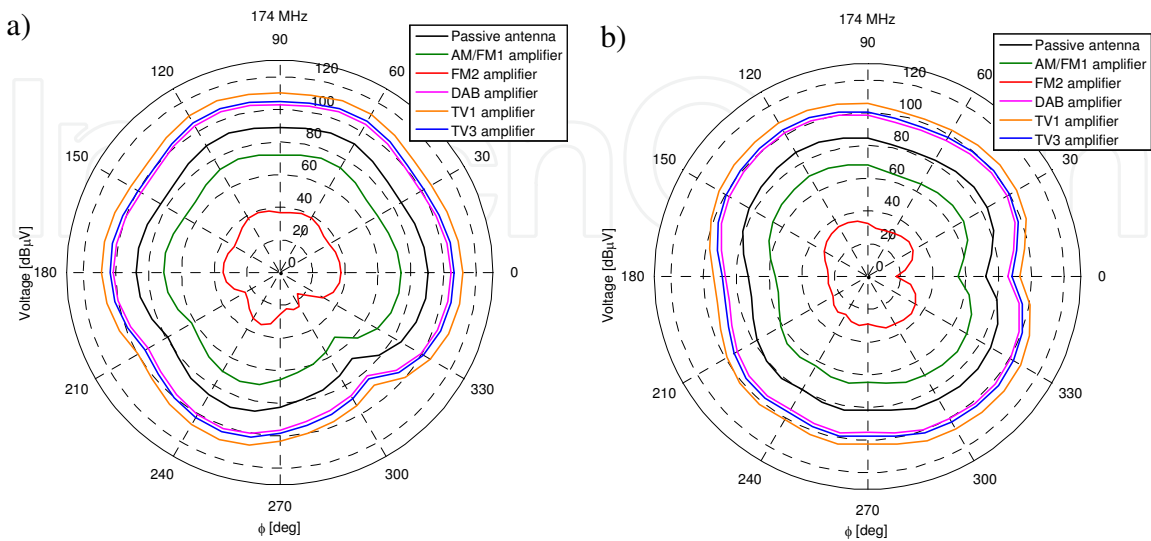 a)
174 MHz
90
120
60
150
30
180
0
210
330
240
300
270
120
100
80
60
40
20
0
Voltage [dBµV]
ϕ [deg]
Passive antenna
AM/FM1 amplifier
FM2 amplifier
DAB amplifier
TV1 amplifier
TV3 amplifier
b)
174 MHz
90
120
60
150
30
180
0
210
330
240
300
270
120
100
80
60
40
20
0
Voltage [dBµV]
ϕ [deg]
Passive antenna
AM/FM1 amplifier
FM2 amplifier
DAB amplifier
TV1 amplifier
TV3 amplifier